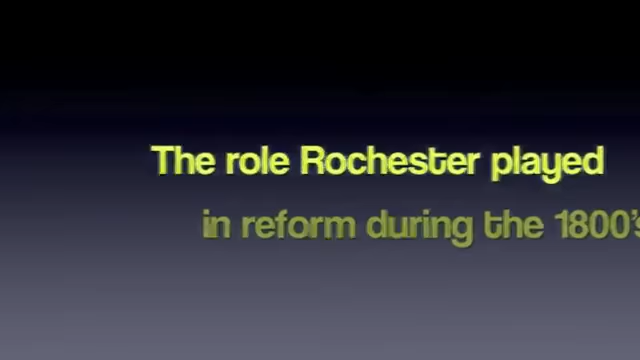 The role Rochester played
in reform during the 1800's